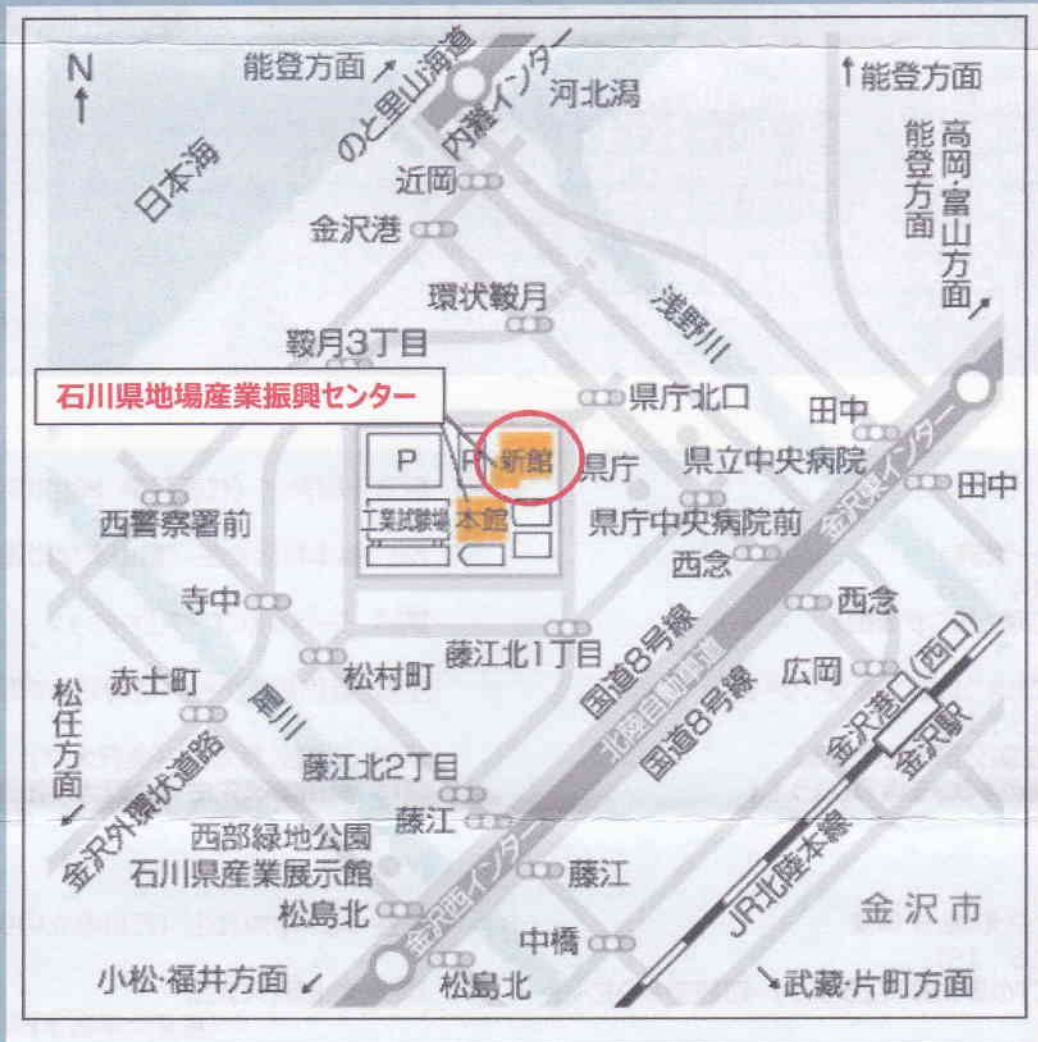 N
能登方面
のと里山海道
内灘インター
河北潟
能登方面
高岡・富山方面
能登方面
日本海
近岡
金沢港
環状鞍月
浅野川
鞍月3丁目
石川県地場産業振興センター
県庁北口
田中
P
P
新館
県庁
県立中央病院
金沢東インター
田中
西警察署前
工業試験場
本館
県庁中央病院前
西念
寺中
西念
藤江北1丁目
国道8号線
北陸自動車道
国道8号線
広岡
金沢港口(西口)
金沢駅
赤土町
松村町
犀川
松任方面
金沢外環状道路
藤江北2丁目
藤江
西部緑地公園
石川県産業展示館
藤江
松島北
金沢西インター
JR北陸本線
金沢市
中橋
小松・福井方面
松島北
武蔵・片町方面